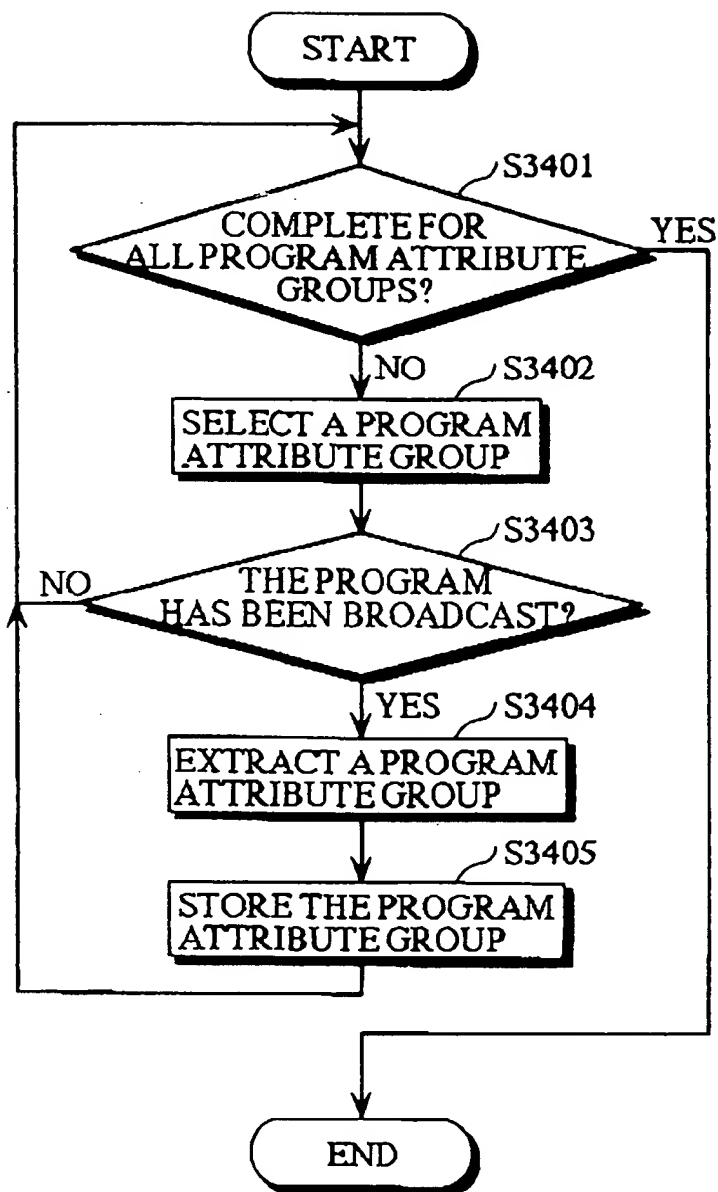 START
S3401
COMPLETE FOR
ALL PROGRAM ATTRIBUTE
GROUPS?
YES
NO
S3402
SELECT A PROGRAM
ATTRIBUTE GROUP
S3403
THE PROGRAM
HAS BEEN BROADCAST?
NO
YES
S3404
EXTRACT A PROGRAM
ATTRIBUTE GROUP
S3405
STORE THE PROGRAM
ATTRIBUTE GROUP
END